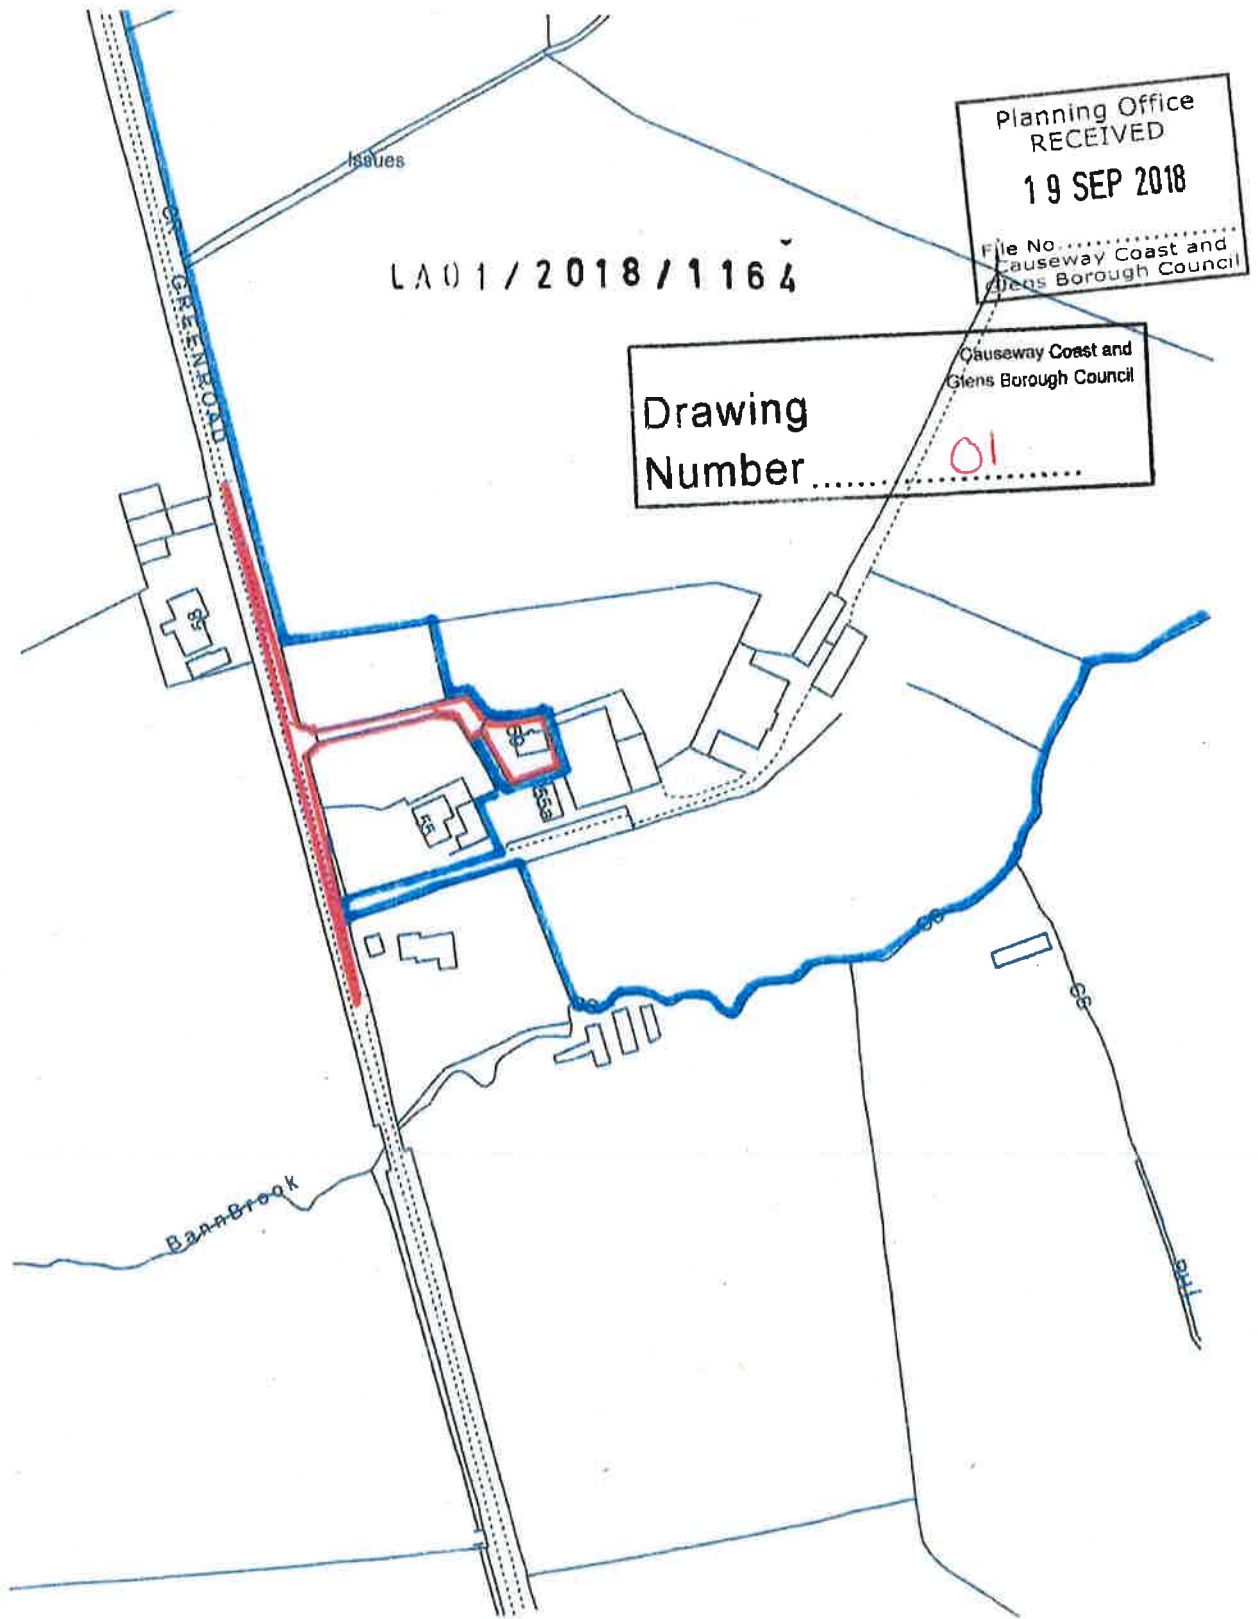 Planning Office
RECEIVED
19 SEP 2018
File No..............
Causeway Coast and
Glens Borough Council
Issues
LA01/2018/1164
GREENROAD
Causeway Coast and
Glens Borough Council
Drawing
Number...... 01
89
55
55a
BannBrook